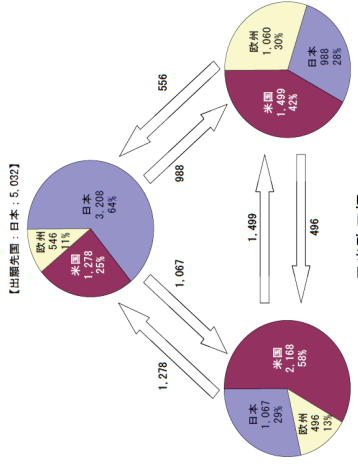 【出願先国：日本：5,032】
欧州
546
11%
日本
3,208
64%
米国
1,278
25%
1,278
1,067
988
556
日本
1,067
29%
米国
2,168
58%
欧州
496
13%
1,499
496
米国
1,499
42%
欧州
1,060
30%
日本
988
28%